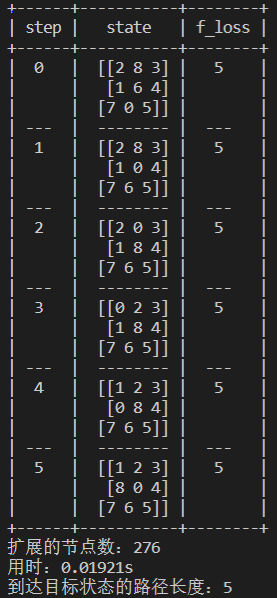 +------+-----------+--------+
| step |   state   | f_loss |
+------+-----------+--------+
|  0   |  [[2 8 3] |   5    |
|      |   [1 6 4] |        |
|      |  [7 0 5]] |        |
| ---  |  -------- |  ---   |
|  1   |  [[2 8 3] |   5    |
|      |   [1 0 4] |        |
|      |  [7 6 5]] |        |
| ---  |  -------- |  ---   |
|  2   |  [[2 0 3] |   5    |
|      |   [1 8 4] |        |
|      |  [7 6 5]] |        |
| ---  |  -------- |  ---   |
|  3   |  [[0 2 3] |   5    |
|      |   [1 8 4] |        |
|      |  [7 6 5]] |        |
| ---  |  -------- |  ---   |
|  4   |  [[1 2 3] |   5    |
|      |   [0 8 4] |        |
|      |  [7 6 5]] |        |
| ---  |  -------- |  ---   |
|  5   |  [[1 2 3] |   5    |
|      |   [8 0 4] |        |
|      |  [7 6 5]] |        |
+------+-----------+--------+
扩展的节点数：276
用时：0.01921s
到达目标状态的路径长度：5